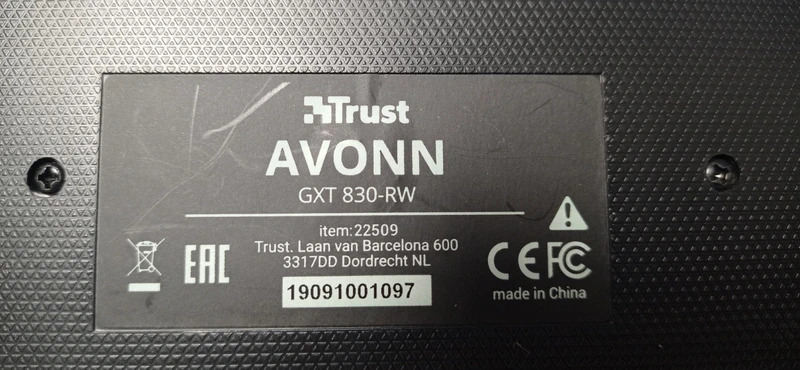 Trust
AVONN
GXT 830-RW
item:22509
Trust. Laan van Barcelona 600
3317DD Dordrecht NL
19091001097
EAC
CE FC
made in China